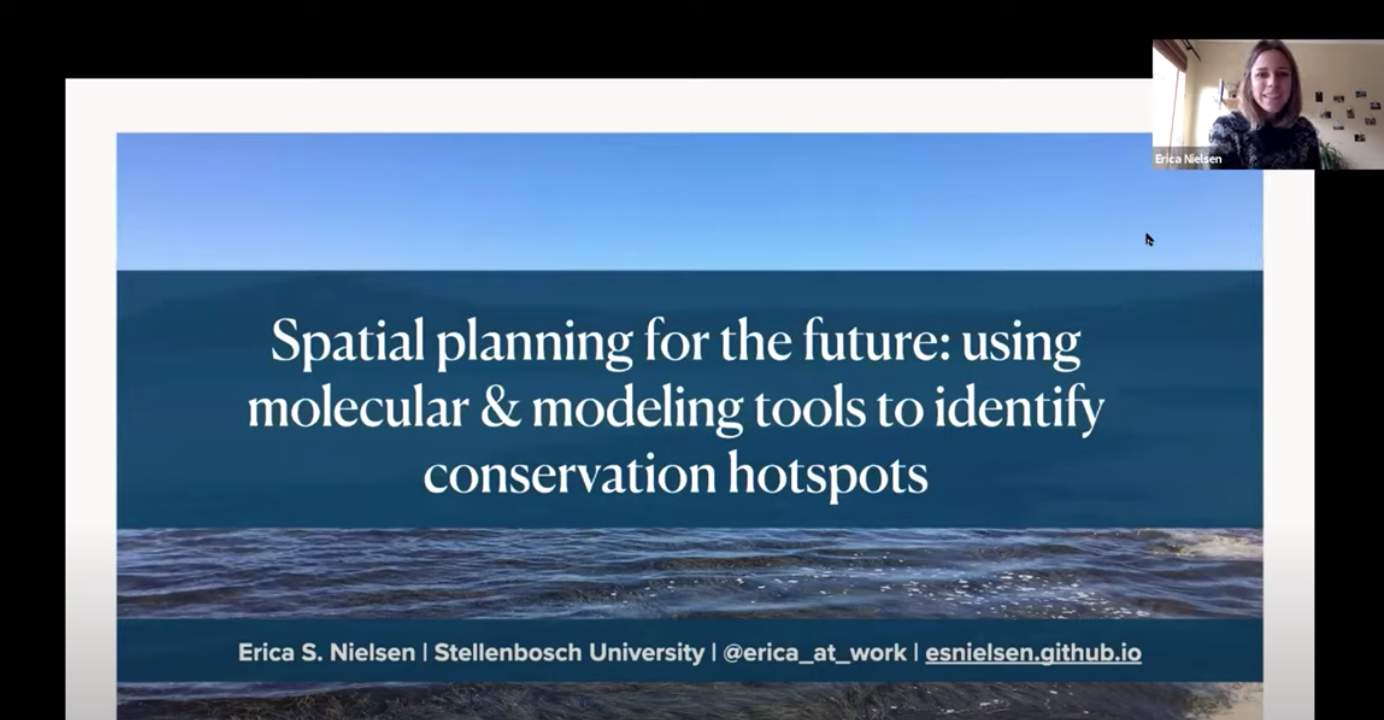 Erica Nielsen
Spatial planning for the future: using
molecular & modeling tools to identify
conservation hotspots
Erica S. Nielsen | Stellenbosch University | @erica_at_work | esnielsen.github.io